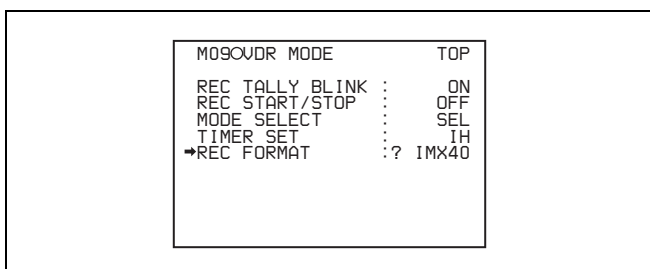 M09OVDR MODE TOP
REC TALLY BLINK : ON
REC START/STOP : OFF
MODE SELECT : SEL
TIMER SET : IH
➡REC FORMAT :? IMX40